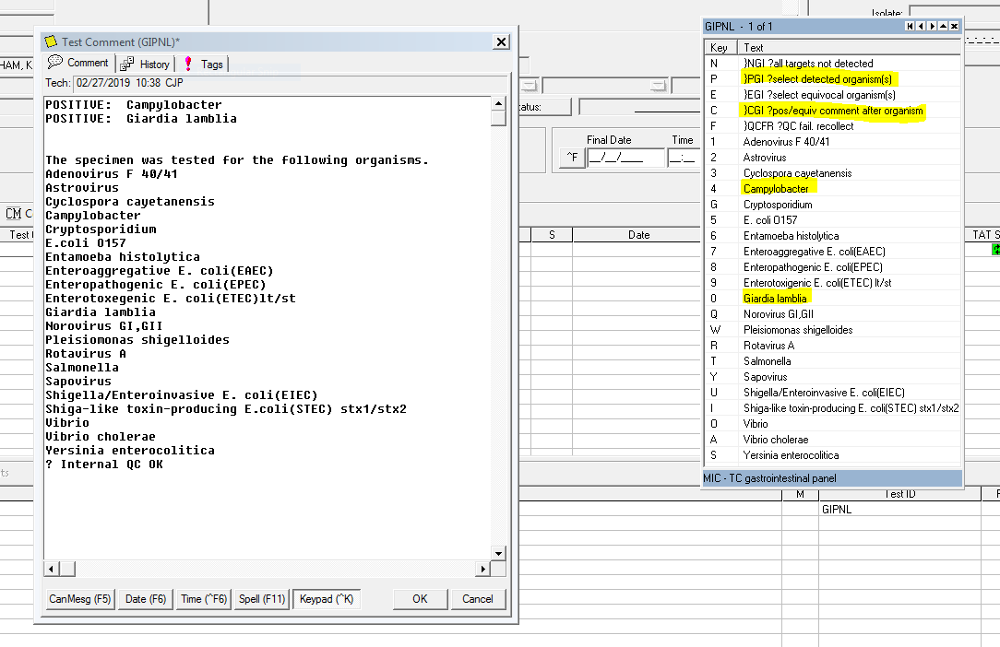 Isolate:
HAM, K
Test Comment (GIPNL)*
Comment History Tags
Tech: 02/27/2019 10:38 CJP
POSITIVE: Campylobacter
POSITIVE: Giardia lamblia
The specimen was tested for the following organisms.
Adenovirus F 40/41
Astrovirus
Cyclospora cayetanensis
Campylobacter
Cryptosporidium
E.coli O157
Entamoeba histolytica
Enteroaggregative E. coli(EAEC)
Enteropathogenic E. coli(EPEC)
Enterotoxegenic E. coli(ETEC)lt/st
Giardia lamblia
Norovirus GI,GII
Pleisiomonas shigelloides
Rotavirus A
Salmonella
Sapovirus
Shigella/Enteroinvasive E. coli(EIEC)
Shiga-like toxin-producing E.coli(STEC) stx1/stx2
Vibrio
Vibrio cholerae
Yersinia enterocolitica
? Internal QC OK
CanMesg (F5) Date (F6) Time (^F6) Spell (F11) Keypad (^K) OK Cancel
atus:
Final Date Time
^F __/__/____ __:__
CM C
Test S Date TAT S
ts
M Test ID
GIPNL
GIPNL - 1 of 1
Key Text
N }NGI ?all targets not detected
P }PGI ?select detected organism(s)
E }EGI ?select equivocal organism(s)
C }CGI ?pos/equiv comment after organism
F }QCFR ?QC fail. recollect
1 Adenovirus F 40/41
2 Astrovirus
3 Cyclospora cayetanensis
4 Campylobacter
G Cryptosporidium
5 E. coli O157
6 Entamoeba histolytica
7 Enteroaggregative E. coli(EAEC)
8 Enteropathogenic E. coli(EPEC)
9 Enterotoxigenic E. coli(ETEC) lt/st
0 Giardia lamblia
Q Norovirus GI,GII
W Pleisiomonas shigelloides
R Rotavirus A
T Salmonella
Y Sapovirus
U Shigella/Enteroinvasive E. coli(EIEC)
I Shiga-like toxin-producing E. coli(STEC) stx1/stx2
O Vibrio
A Vibrio cholerae
S Yersinia enterocolitica
MIC - TC gastrointestinal panel